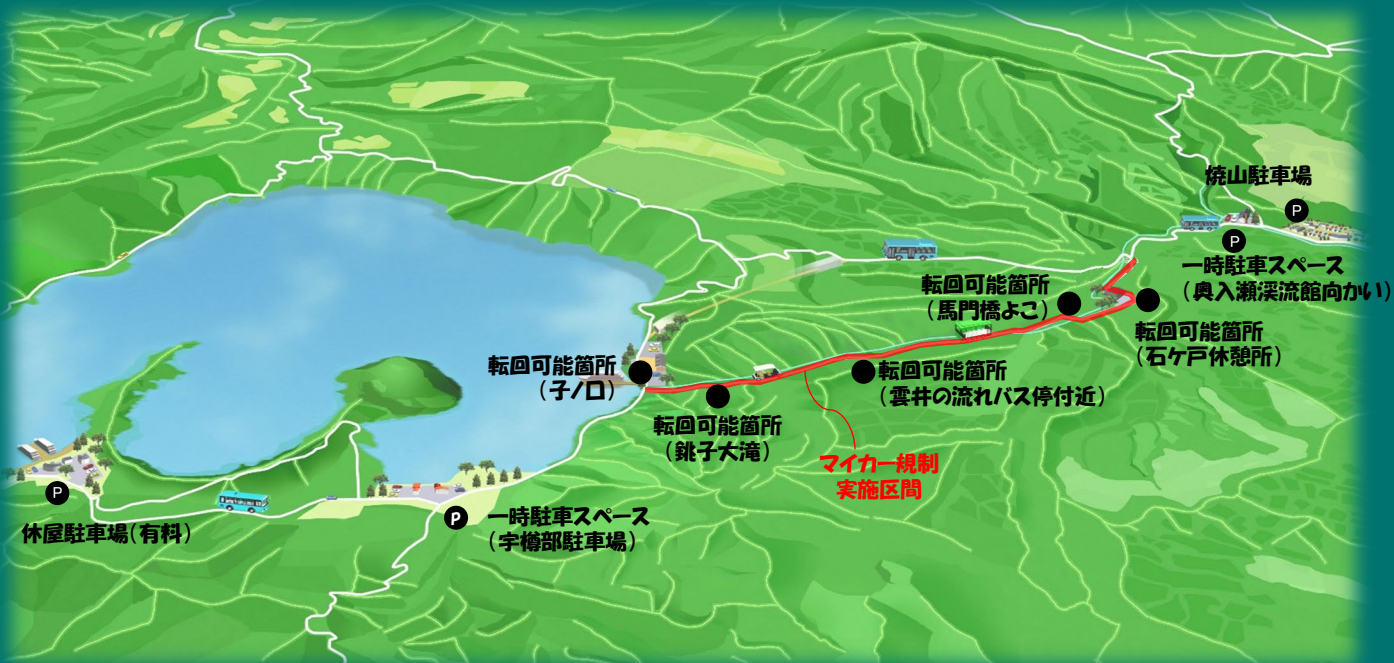 焼山駐車場
P
P
一時駐車スペース
（奥入瀬渓流館向かい）
転回可能箇所
（馬門橋よこ）
転回可能箇所
（石ケ戸休憩所）
転回可能箇所
（子ノ口）
転回可能箇所
（雲井の流れバス停付近）
転回可能箇所
（銚子大滝）
マイカー規制
実施区間
P
休屋駐車場（有料）
P
一時駐車スペース
（宇樽部駐車場）